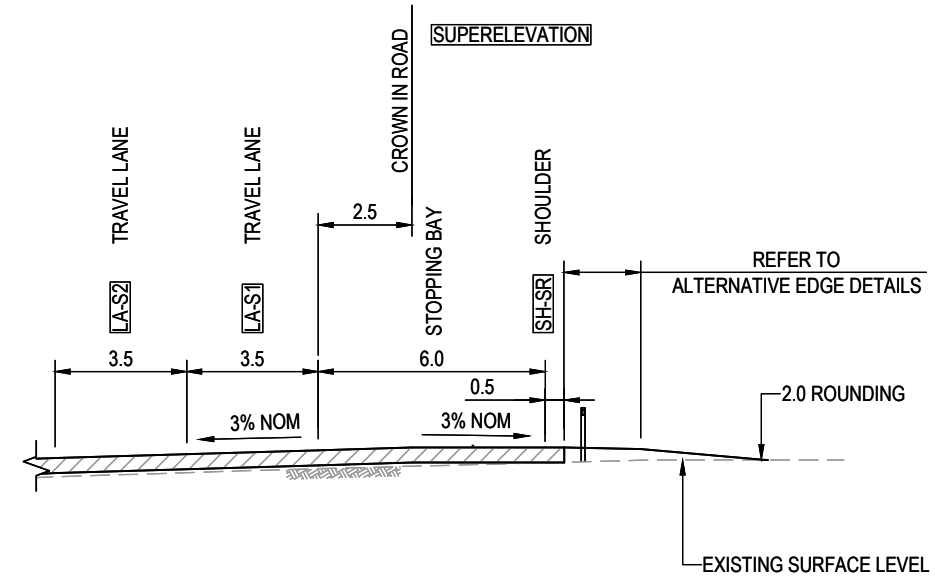 SUPERELEVATION
CROWN IN ROAD
TRAVEL LANE
TRAVEL LANE
STOPPING BAY
SHOULDER
2.5
REFER TO
ALTERNATIVE EDGE DETAILS
LA-S2
LA-S1
SH-SR
3.5
3.5
6.0
0.5
2.0 ROUNDING
3% NOM
3% NOM
EXISTING SURFACE LEVEL